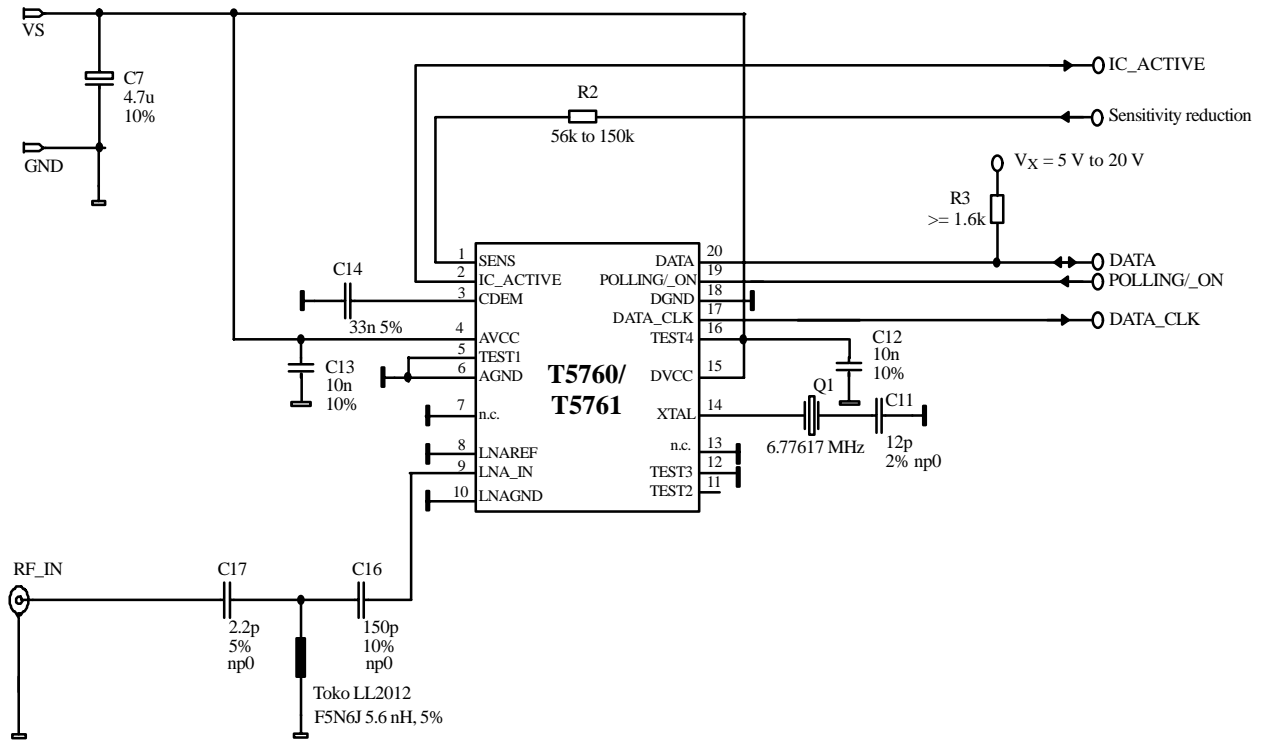 VS
C7
4.7u
10%
GND
IC_ACTIVE
R2
56k to 150k
Sensitivity reduction
VX = 5 V to 20 V
R3
>= 1.6k
DATA
POLLING/_ON
DATA_CLK
C14
33n 5%
C13
10n
10%
1 SENS
2 IC_ACTIVE
3 CDEM
4 AVCC
5 TEST1
6 AGND
7 n.c.
8 LNAREF
9 LNA_IN
10 LNAGND
T5760/
T5761
DATA 20
POLLING/_ON 19
DGND 18
DATA_CLK 17
TEST4 16
DVCC 15
XTAL 14
n.c. 13
TEST3 12
TEST2 11
C12
10n
10%
Q1
6.77617 MHz
C11
12p
2% np0
RF_IN
C17
2.2p
5%
np0
C16
150p
10%
np0
Toko LL2012
F5N6J 5.6 nH, 5%